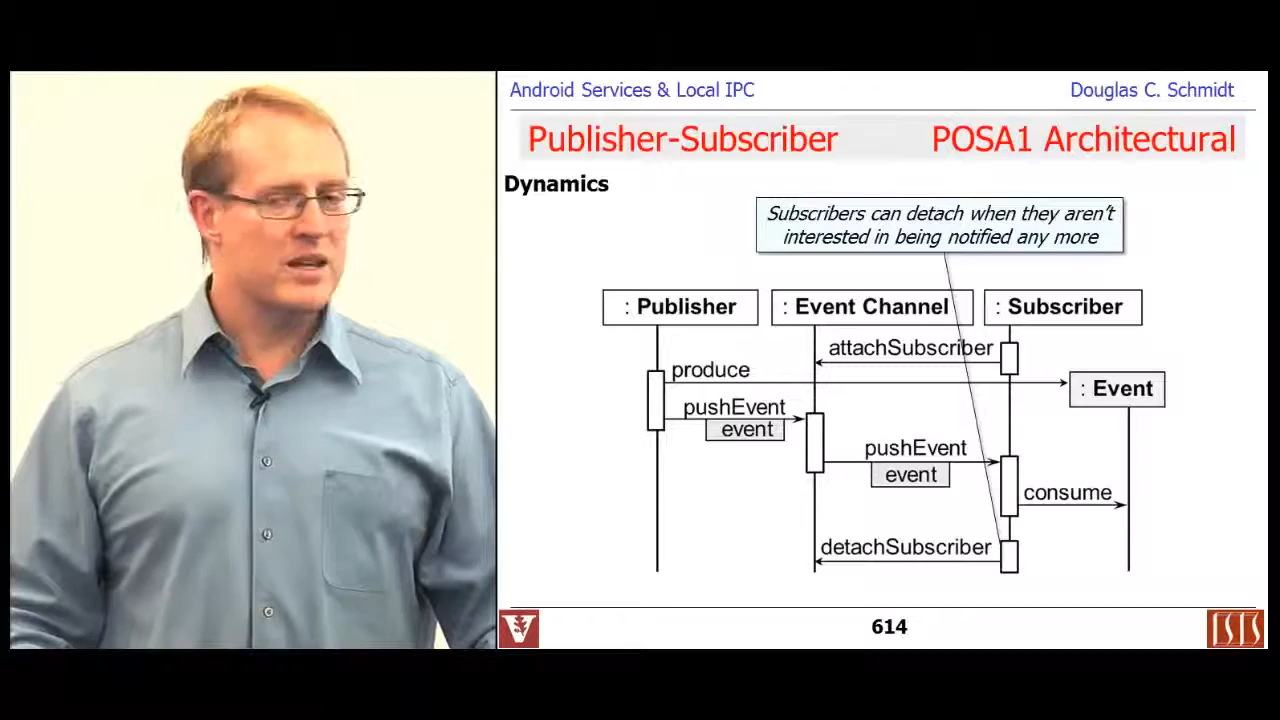 Android Services & Local IPC
Douglas C. Schmidt
Publisher-Subscriber
POSA1 Architectural
Dynamics
Subscribers can detach when they aren't
interested in being notified any more
: Publisher
: Event Channel
: Subscriber
attachSubscriber
produce
: Event
pushEvent
event
pushEvent
event
consume
detachSubscriber
V
614
ISIS